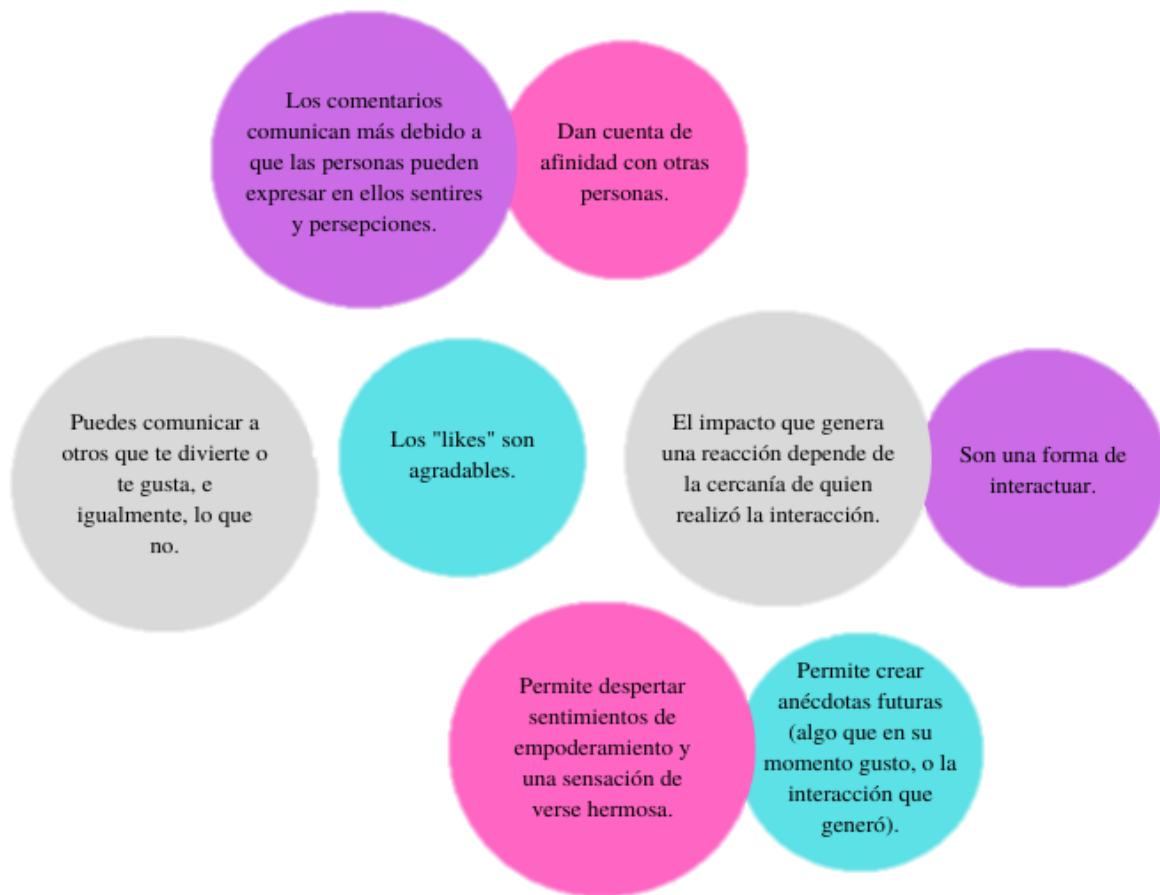 Los comentarios
comunican más debido a
que las personas pueden
expresar en ellos sentires
y persepciones.
Dan cuenta de
afinidad con otras
personas.
Puedes comunicar a
otros que te divierte o
te gusta, e
igualmente, lo que
no.
Los "likes" son
agradables.
El impacto que genera
una reacción depende de
la cercanía de quien
realizó la interacción.
Son una forma de
interactuar.
Permite despertar
sentimientos de
empoderamiento y
una sensación de
verse hermosa.
Permite crear
anécdotas futuras
(algo que en su
momento gusto, o la
interacción que
generó).